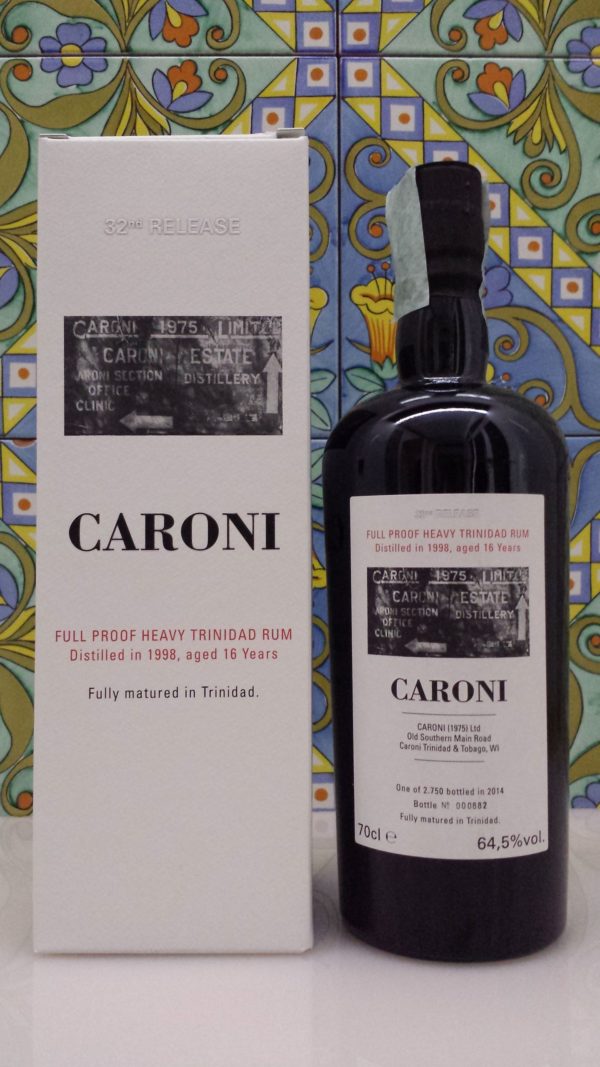 32nd RELEASE
CARONI 1975 LIMITED
CARONI ESTATE
ARONI SECTION DISTILLERY
OFFICE
CLINIC
CARONI
FULL PROOF HEAVY TRINIDAD RUM
Distilled in 1998, aged 16 Years
Fully matured in Trinidad.
32nd RELEASE
FULL PROOF HEAVY TRINIDAD RUM
Distilled in 1998, aged 16 Years
CARONI 1975 LIMIT
CARONI ESTATE
ARONI SECTION DISTILLERY
OFFICE
CLINIC
CARONI
CARONI (1975) Ltd
Old Southern Main Road
Caroni Trinidad & Tobago, WI
One of 2.750 bottled in 2014
Bottle Nº 000882
Fully matured in Trinidad.
70cl e 64,5%vol.